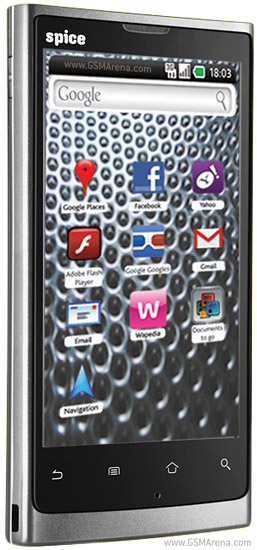 spice
www.GSMArena.com
3G
18:03
Google
Google Places
Facebook
Yahoo
Adobe Flash
Player
Google Goggles
Gmail
Email
W
Wapedia
Documents
to go
Navigation
www.GSMArena.com